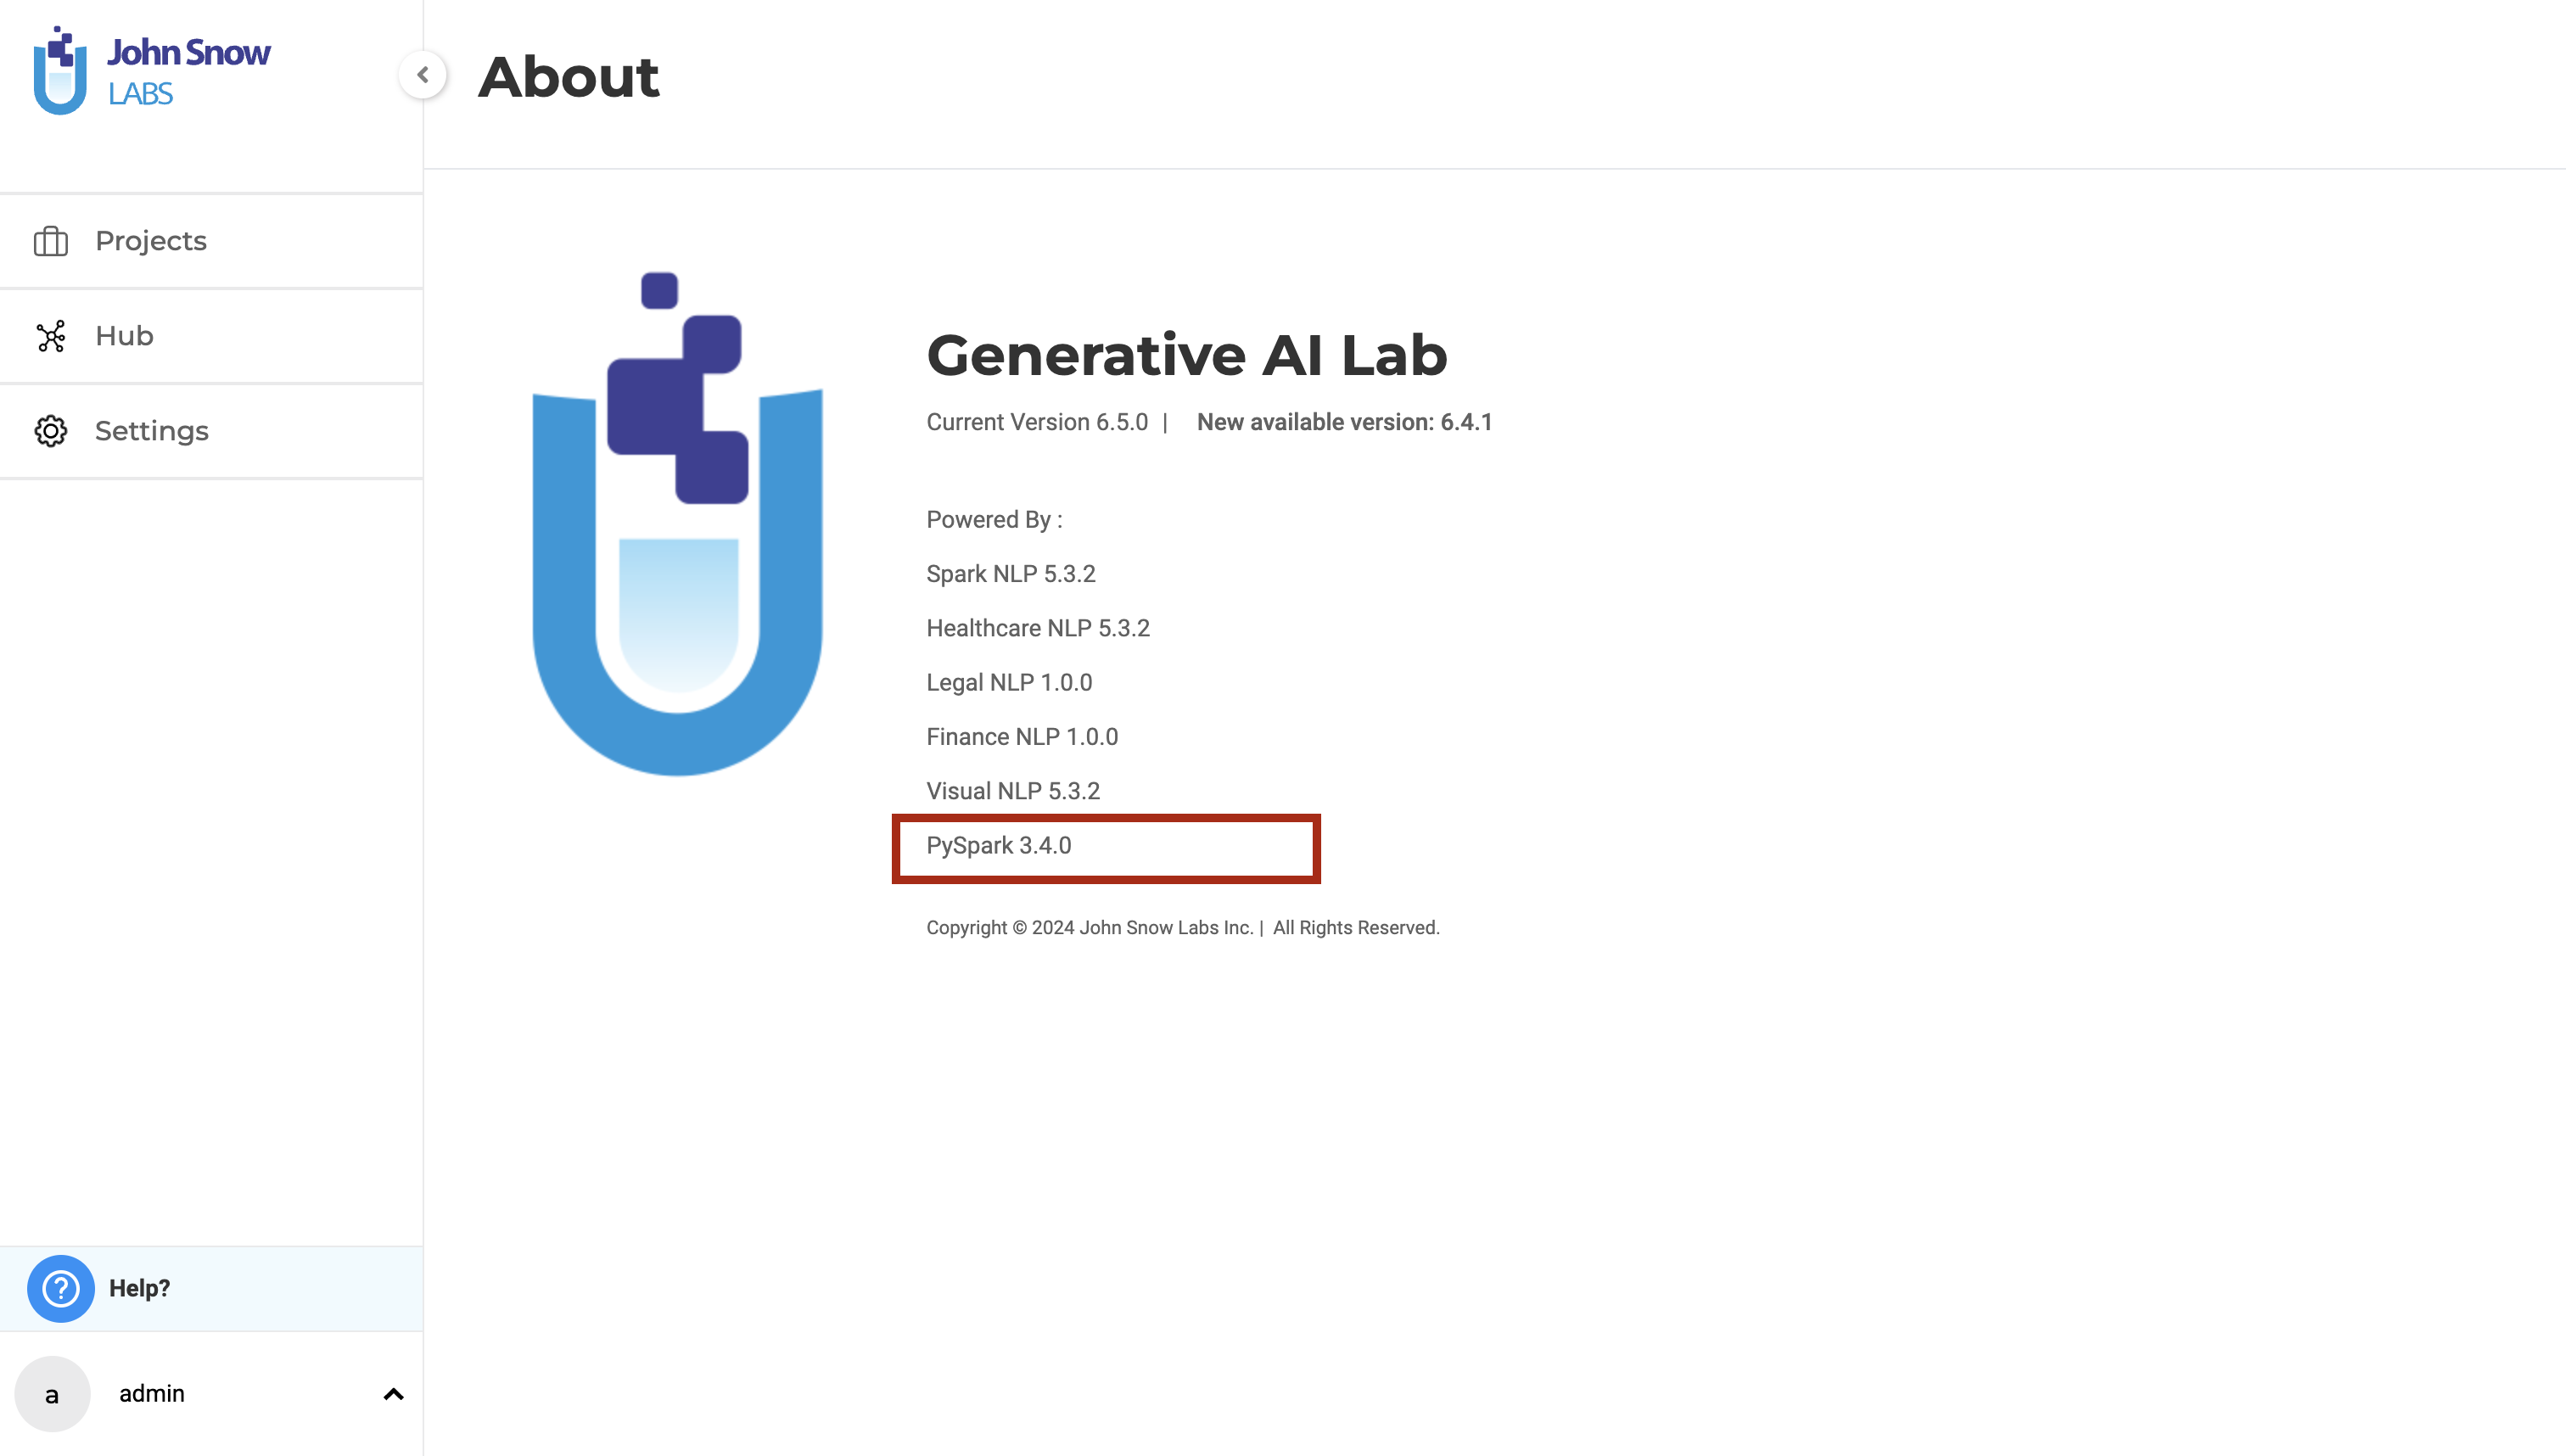 John Snow
LABS
About
Projects
Hub
Settings
Generative AI Lab
Current Version 6.5.0 | New available version: 6.4.1
Powered By :
Spark NLP 5.3.2
Healthcare NLP 5.3.2
Legal NLP 1.0.0
Finance NLP 1.0.0
Visual NLP 5.3.2
PySpark 3.4.0
Copyright © 2024 John Snow Labs Inc. | All Rights Reserved.
? Help?
a admin